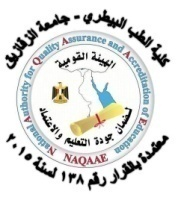 كلية الطب البيطري - جامعة الزقازيق
National Authority for Quality Assurance and Accreditation of Education
الهيئة القومية
لضمان جودة التعليم والاعتماد
NAQAAE
معتمدة بالقرار رقم ١٣٨ لسنة ٢٠١٥